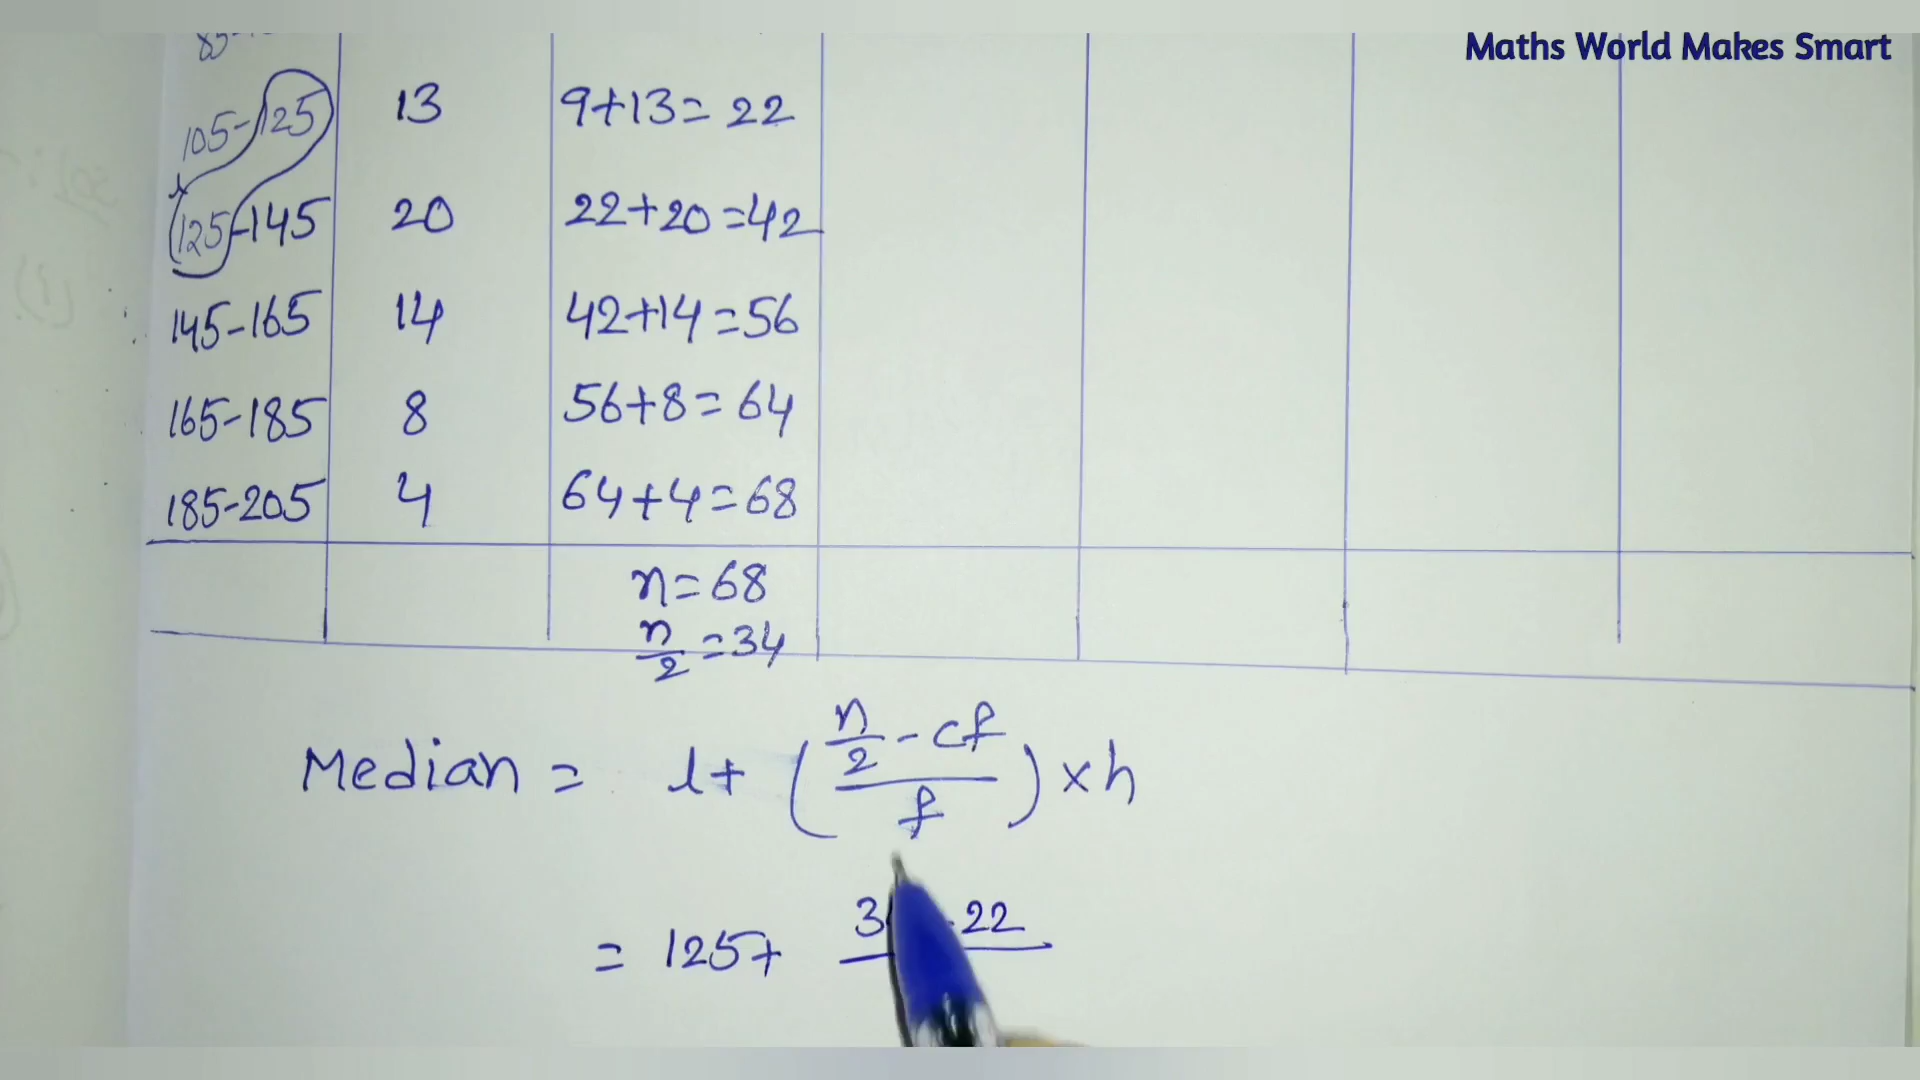 Maths World Makes Smart
105-125 13 9+13=22
125-145 20 22+20=42
145-165 14 42+14=56
165-185 8 56+8=64
185-205 4 64+4=68
n=68
n/2=34
Median = l+ (n/2 - cf / f) × h
= 125+ 3 22